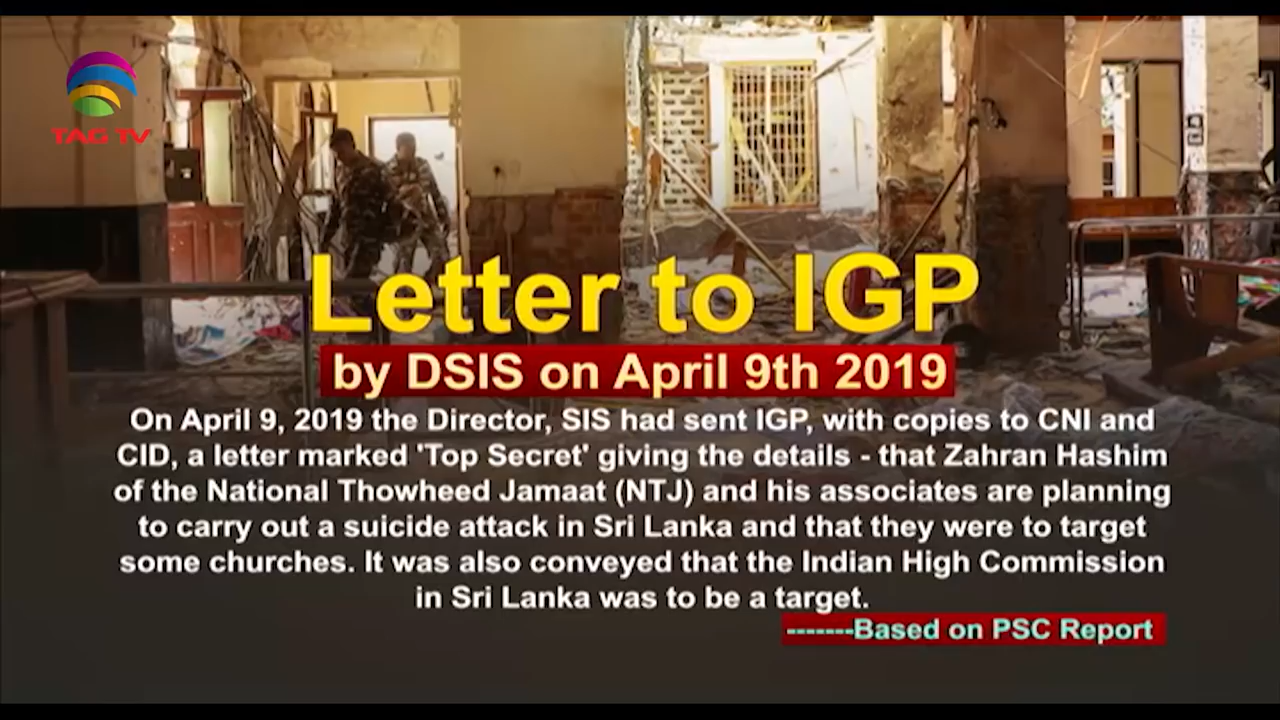 TAG TV
Letter to IGP
by DSIS on April 9th 2019
On April 9, 2019 the Director, SIS had sent IGP, with copies to CNI and
CID, a letter marked 'Top Secret' giving the details - that Zahran Hashim
of the National Thowheed Jamaat (NTJ) and his associates are planning
to carry out a suicide attack in Sri Lanka and that they were to target
some churches. It was also conveyed that the Indian High Commission
in Sri Lanka was to be a target.
-------Based on PSC Report